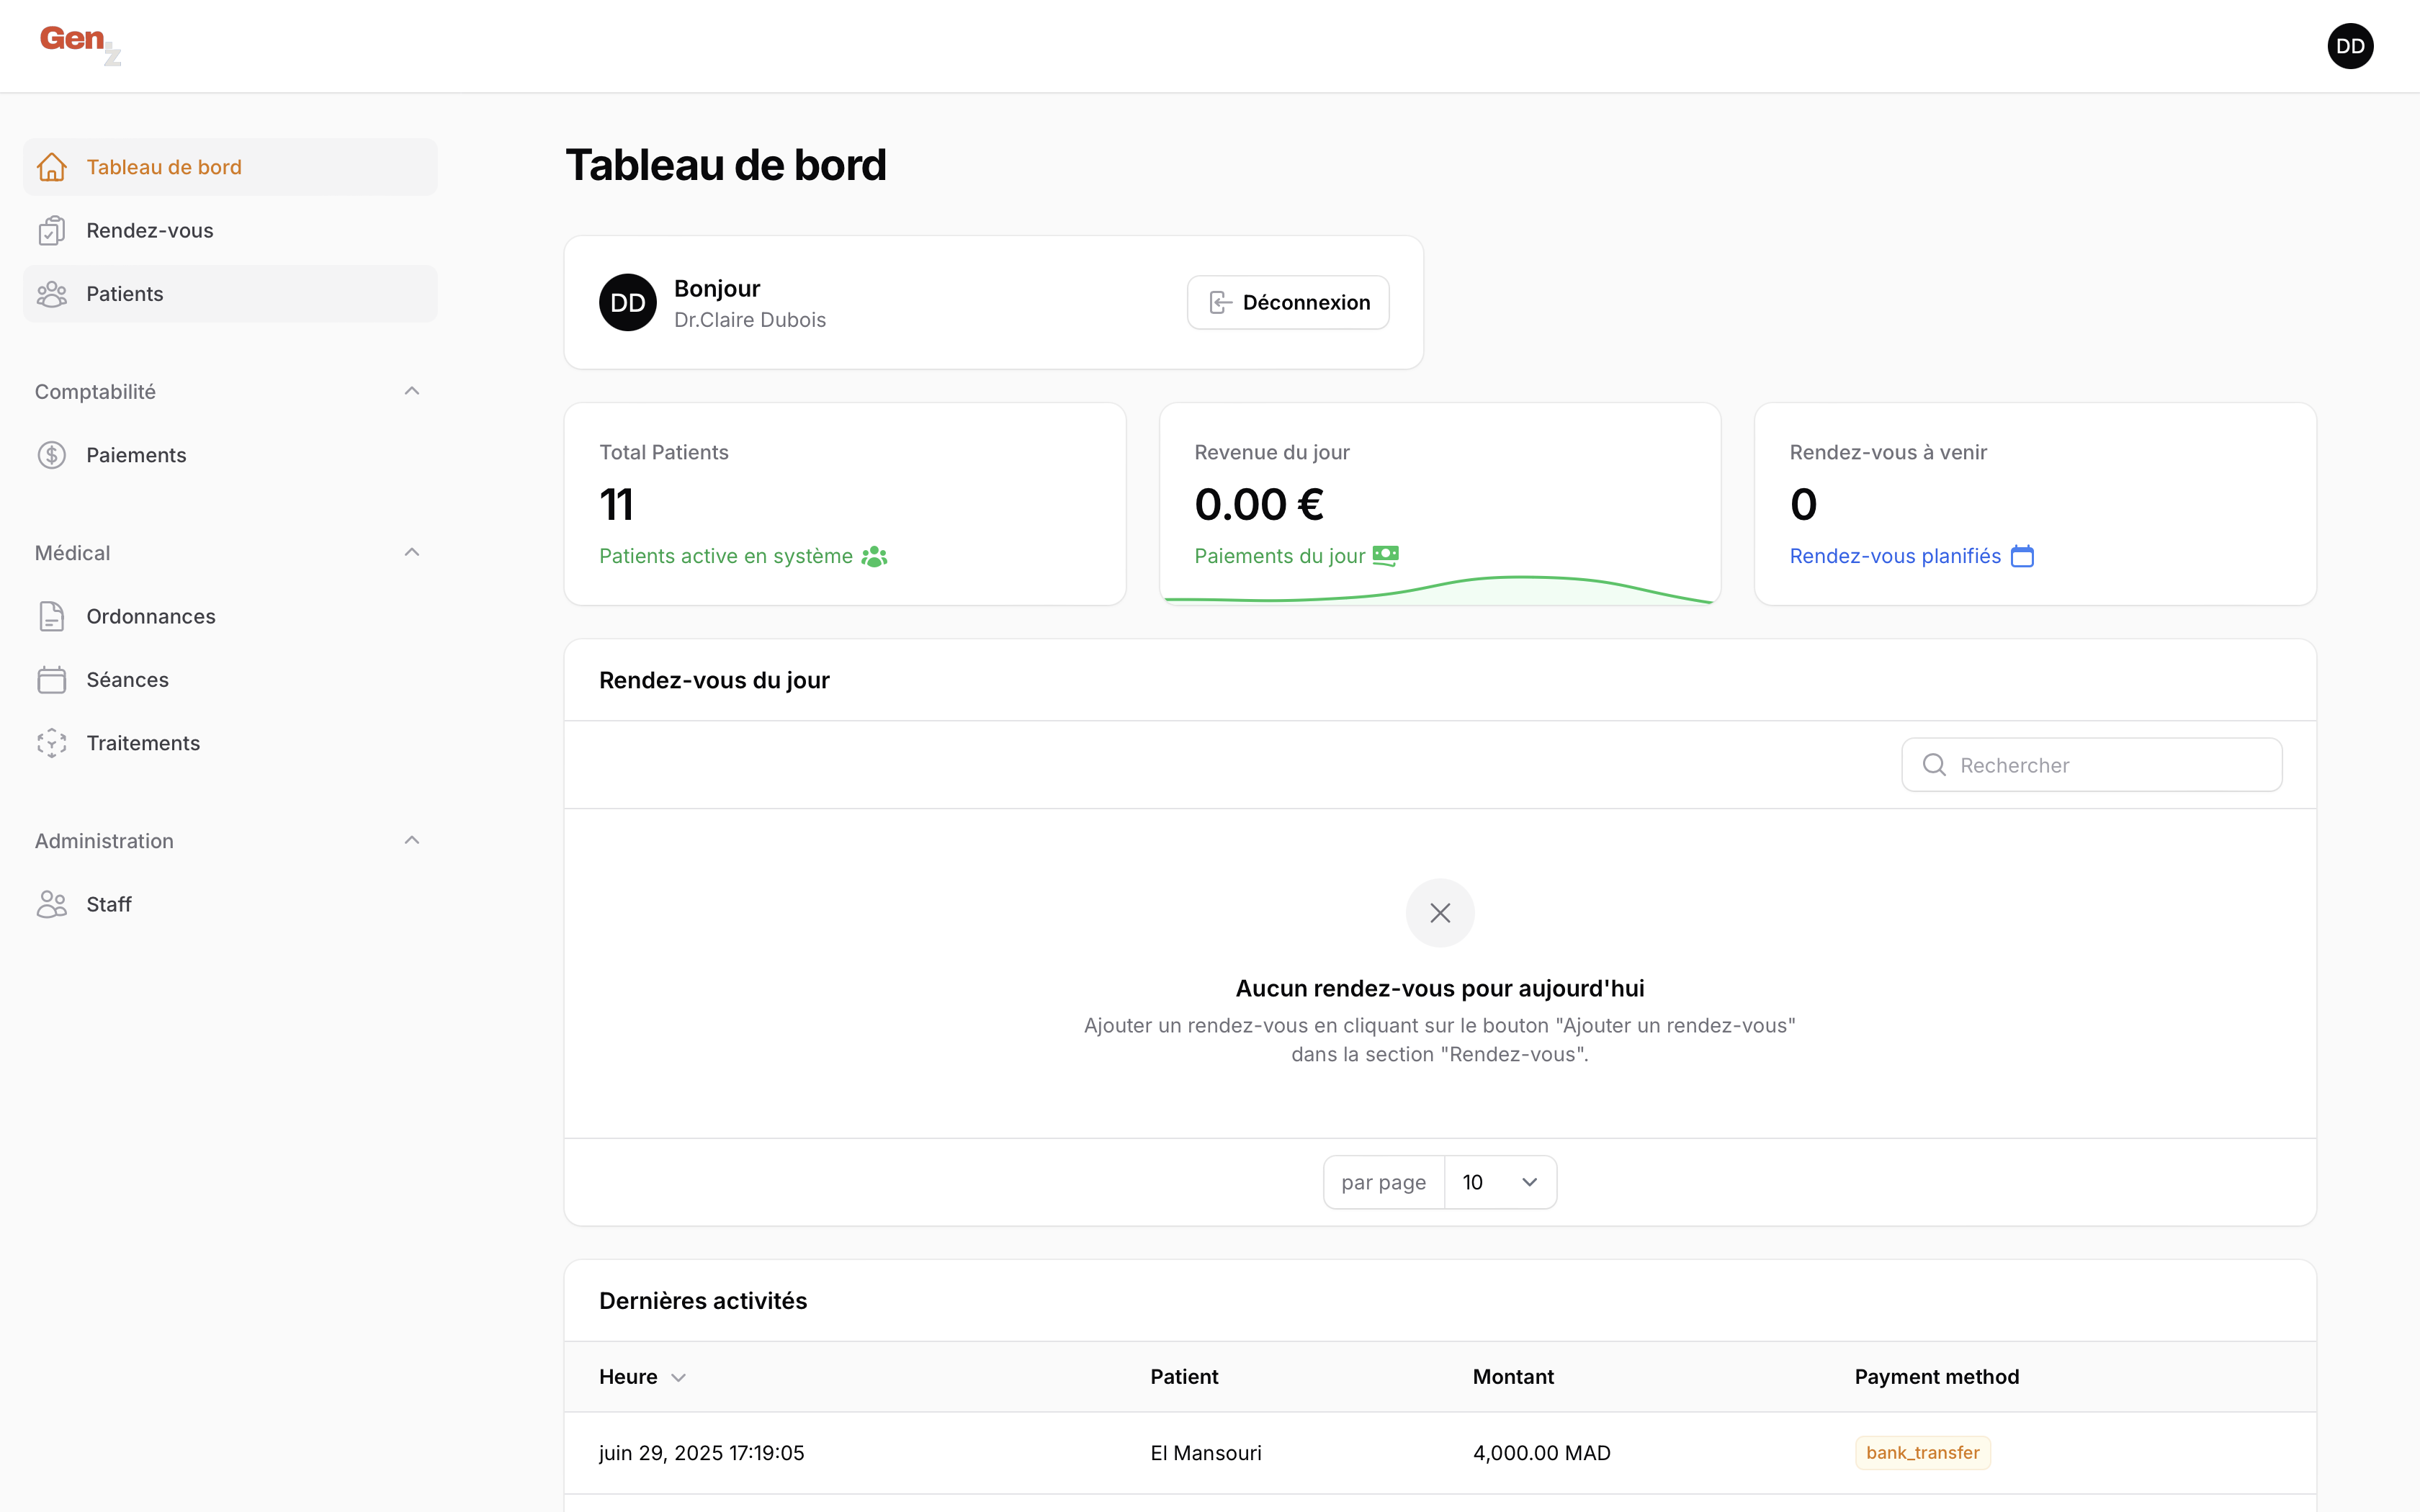 Gen
z
DD
Tableau de bord
Rendez-vous
Patients
Comptabilité
Paiements
Médical
Ordonnances
Séances
Traitements
Administration
Staff
Tableau de bord
DD
Bonjour
Dr.Claire Dubois
Déconnexion
Total Patients
11
Patients active en système
Revenue du jour
0.00 €
Paiements du jour
Rendez-vous à venir
0
Rendez-vous planifiés
Rendez-vous du jour
Rechercher
Aucun rendez-vous pour aujourd'hui
Ajouter un rendez-vous en cliquant sur le bouton "Ajouter un rendez-vous"
dans la section "Rendez-vous".
par page 10
Dernières activités
Heure Patient Montant Payment method
juin 29, 2025 17:19:05 El Mansouri 4,000.00 MAD bank_transfer